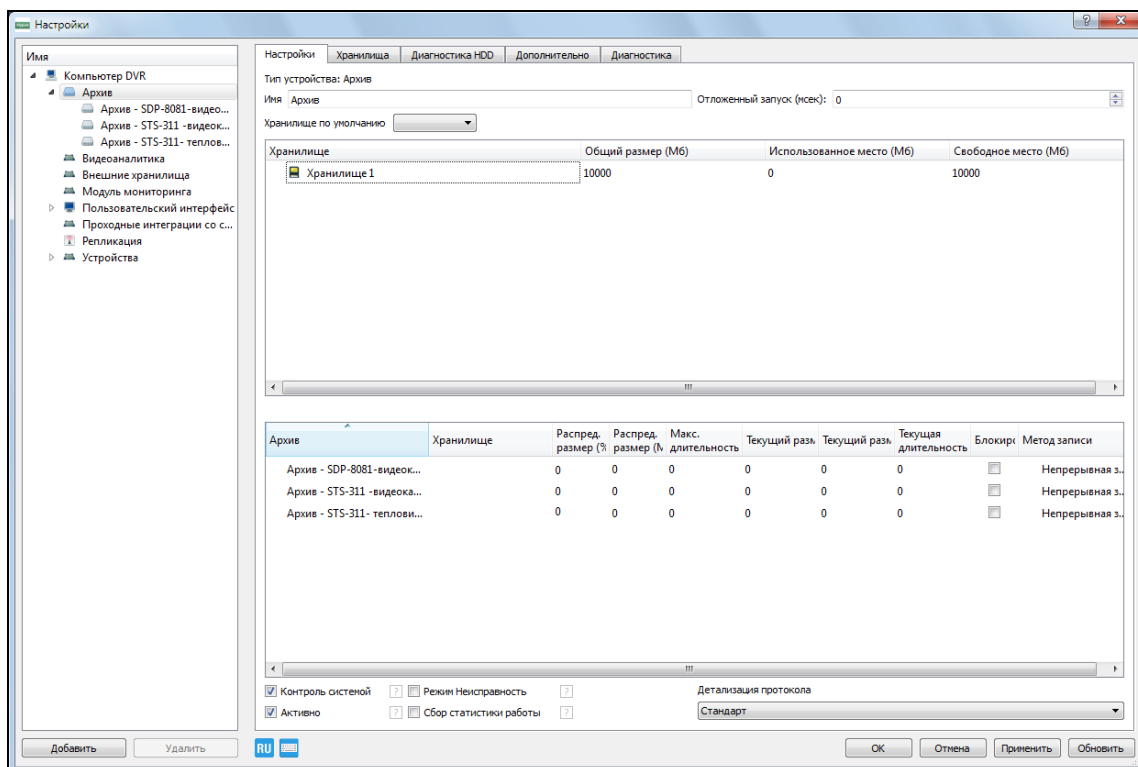 Настройки
Имя
Компьютер DVR
Архив
Архив - SDP-8081-видео...
Архив - STS-311 -видеок...
Архив - STS-311- теплов...
Видеоаналитика
Внешние хранилища
Модуль мониторинга
Пользовательский интерфейс
Проходные интеграции со с...
Репликация
Устройства
Добавить Удалить
Настройки Хранилища Диагностика HDD Дополнительно Диагностика
Тип устройства: Архив
Имя Архив Отложенный запуск (мсек): 0
Хранилище по умолчанию
Хранилище Общий размер (Мб) Использованное место (Мб) Свободное место (Мб)
Хранилище 1 10000 0 10000
Архив Хранилище Распред. размер (% Распред. размер (М Макс. длительность Текущий разм Текущий разм Текущая длительность Блокиро Метод записи
Архив - SDP-8081-видеок... 0 0 0 0 0 0 Непрерывная з..
Архив - STS-311 -видеока... 0 0 0 0 0 0 Непрерывная з..
Архив - STS-311- теплови... 0 0 0 0 0 0 Непрерывная з..
Контроль системой ? Режим Неисправность ? Детализация протокола
Активно ? Сбор статистики работы ? Стандарт
RU OK Отмена Применить Обновить